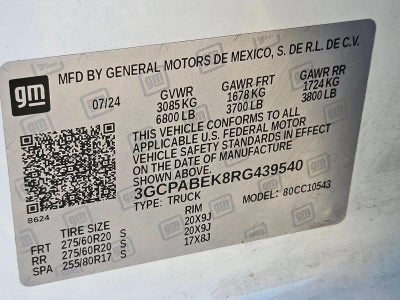 gm
MFD BY GENERAL MOTORS DE MEXICO, S. DE R.L. DE C.V.
07/24 GVWR GAWR FRT GAWR RR
3085 KG 1678 KG 1724 KG
6800 LB 3700 LB 3800 LB
THIS VEHICLE CONFORMS TO ALL
APPLICABLE U.S. FEDERAL MOTOR
VEHICLE SAFETY STANDARDS IN EFFECT
ON THE DATE OF MANUFACTURE
SHOWN ABOVE.
3GCPABEK8RG439540
8624 TYPE: TRUCK MODEL: 80CC10543
TIRE SIZE RIM
FRT 275/60R20 S 20X9J
RR 275/60R20 S 20X9J
SPA 255/80R17 S 17X8J